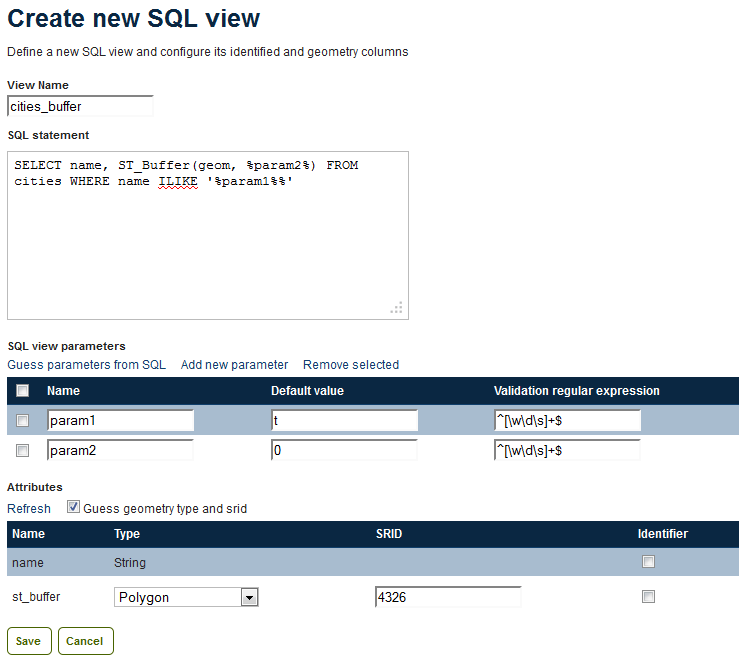 Create new SQL view
Define a new SQL view and configure its identified and geometry columns
View Name
cities_buffer
SQL statement
SELECT name, ST_Buffer(geom, %param2%) FROM
cities WHERE name ILIKE '%param1%%'
SQL view parameters
Guess parameters from SQL Add new parameter Remove selected
Name Default value Validation regular expression
param1 t ^[\w\d\s]+$
param2 0 ^[\w\d\s]+$
Attributes
Refresh Guess geometry type and srid
Name Type SRID Identifier
name String
st_buffer Polygon 4326
Save Cancel